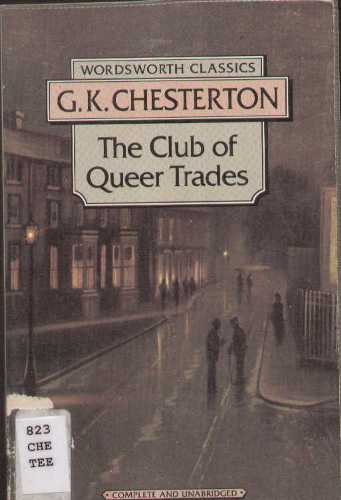 WORDSWORTH CLASSICS
G.K.CHESTERTON
The Club of
Queer Trades
823
CHE
TEE
· COMPLETE AND UNABRIDGED ·